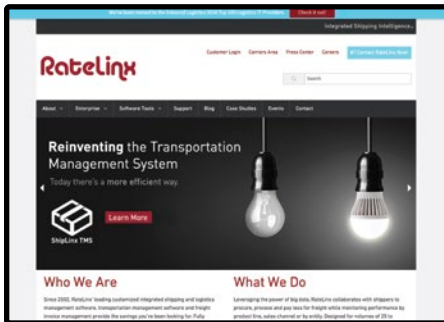 We've been named to the Inbound Logistics 2014 Top 100 Logistics IT Providers. Check it out!
Integrated Shipping Intelligence™
Customer Login Carriers Area Press Center Careers Contact RateLinx Now!
RateLinx
Search
About Enterprise Software Tools Support Blog Case Studies Events Contact
Reinventing the Transportation
Management System
Today there's a more efficient way.
Learn More
ShipLinx TMS
Who We Are What We Do
Since 2002, RateLinx' leading customized integrated shipping and logistics Leveraging the power of big data, RateLinx collaborates with shippers to
management software, transportation management software and freight procure, process and pay less for freight while monitoring performance by
invoice management provide the savings you've been looking for. Fully product line, sales channel or by entity. Designed for volumes of 25 to